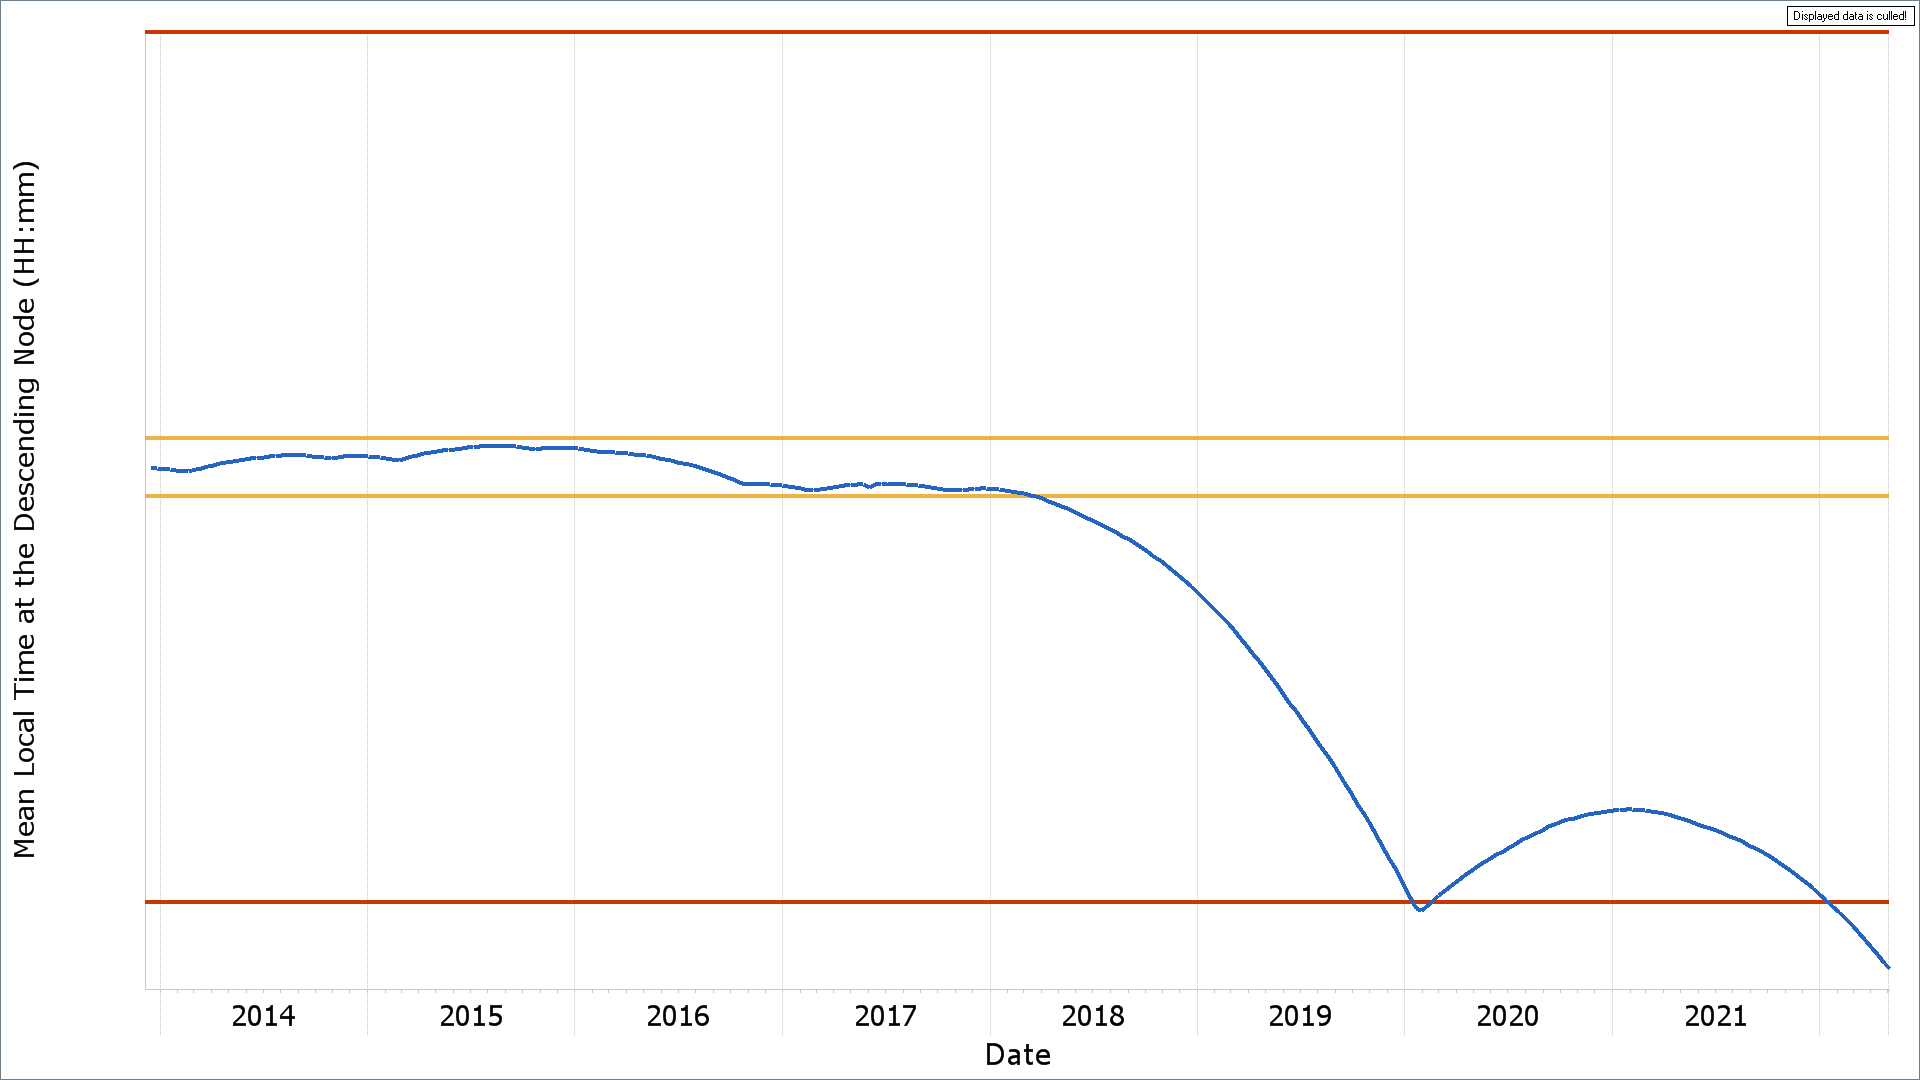 Displayed data is culled!
Mean Local Time at the Descending Node (HH:mm)
2014 2015 2016 2017 2018 2019 2020 2021
Date